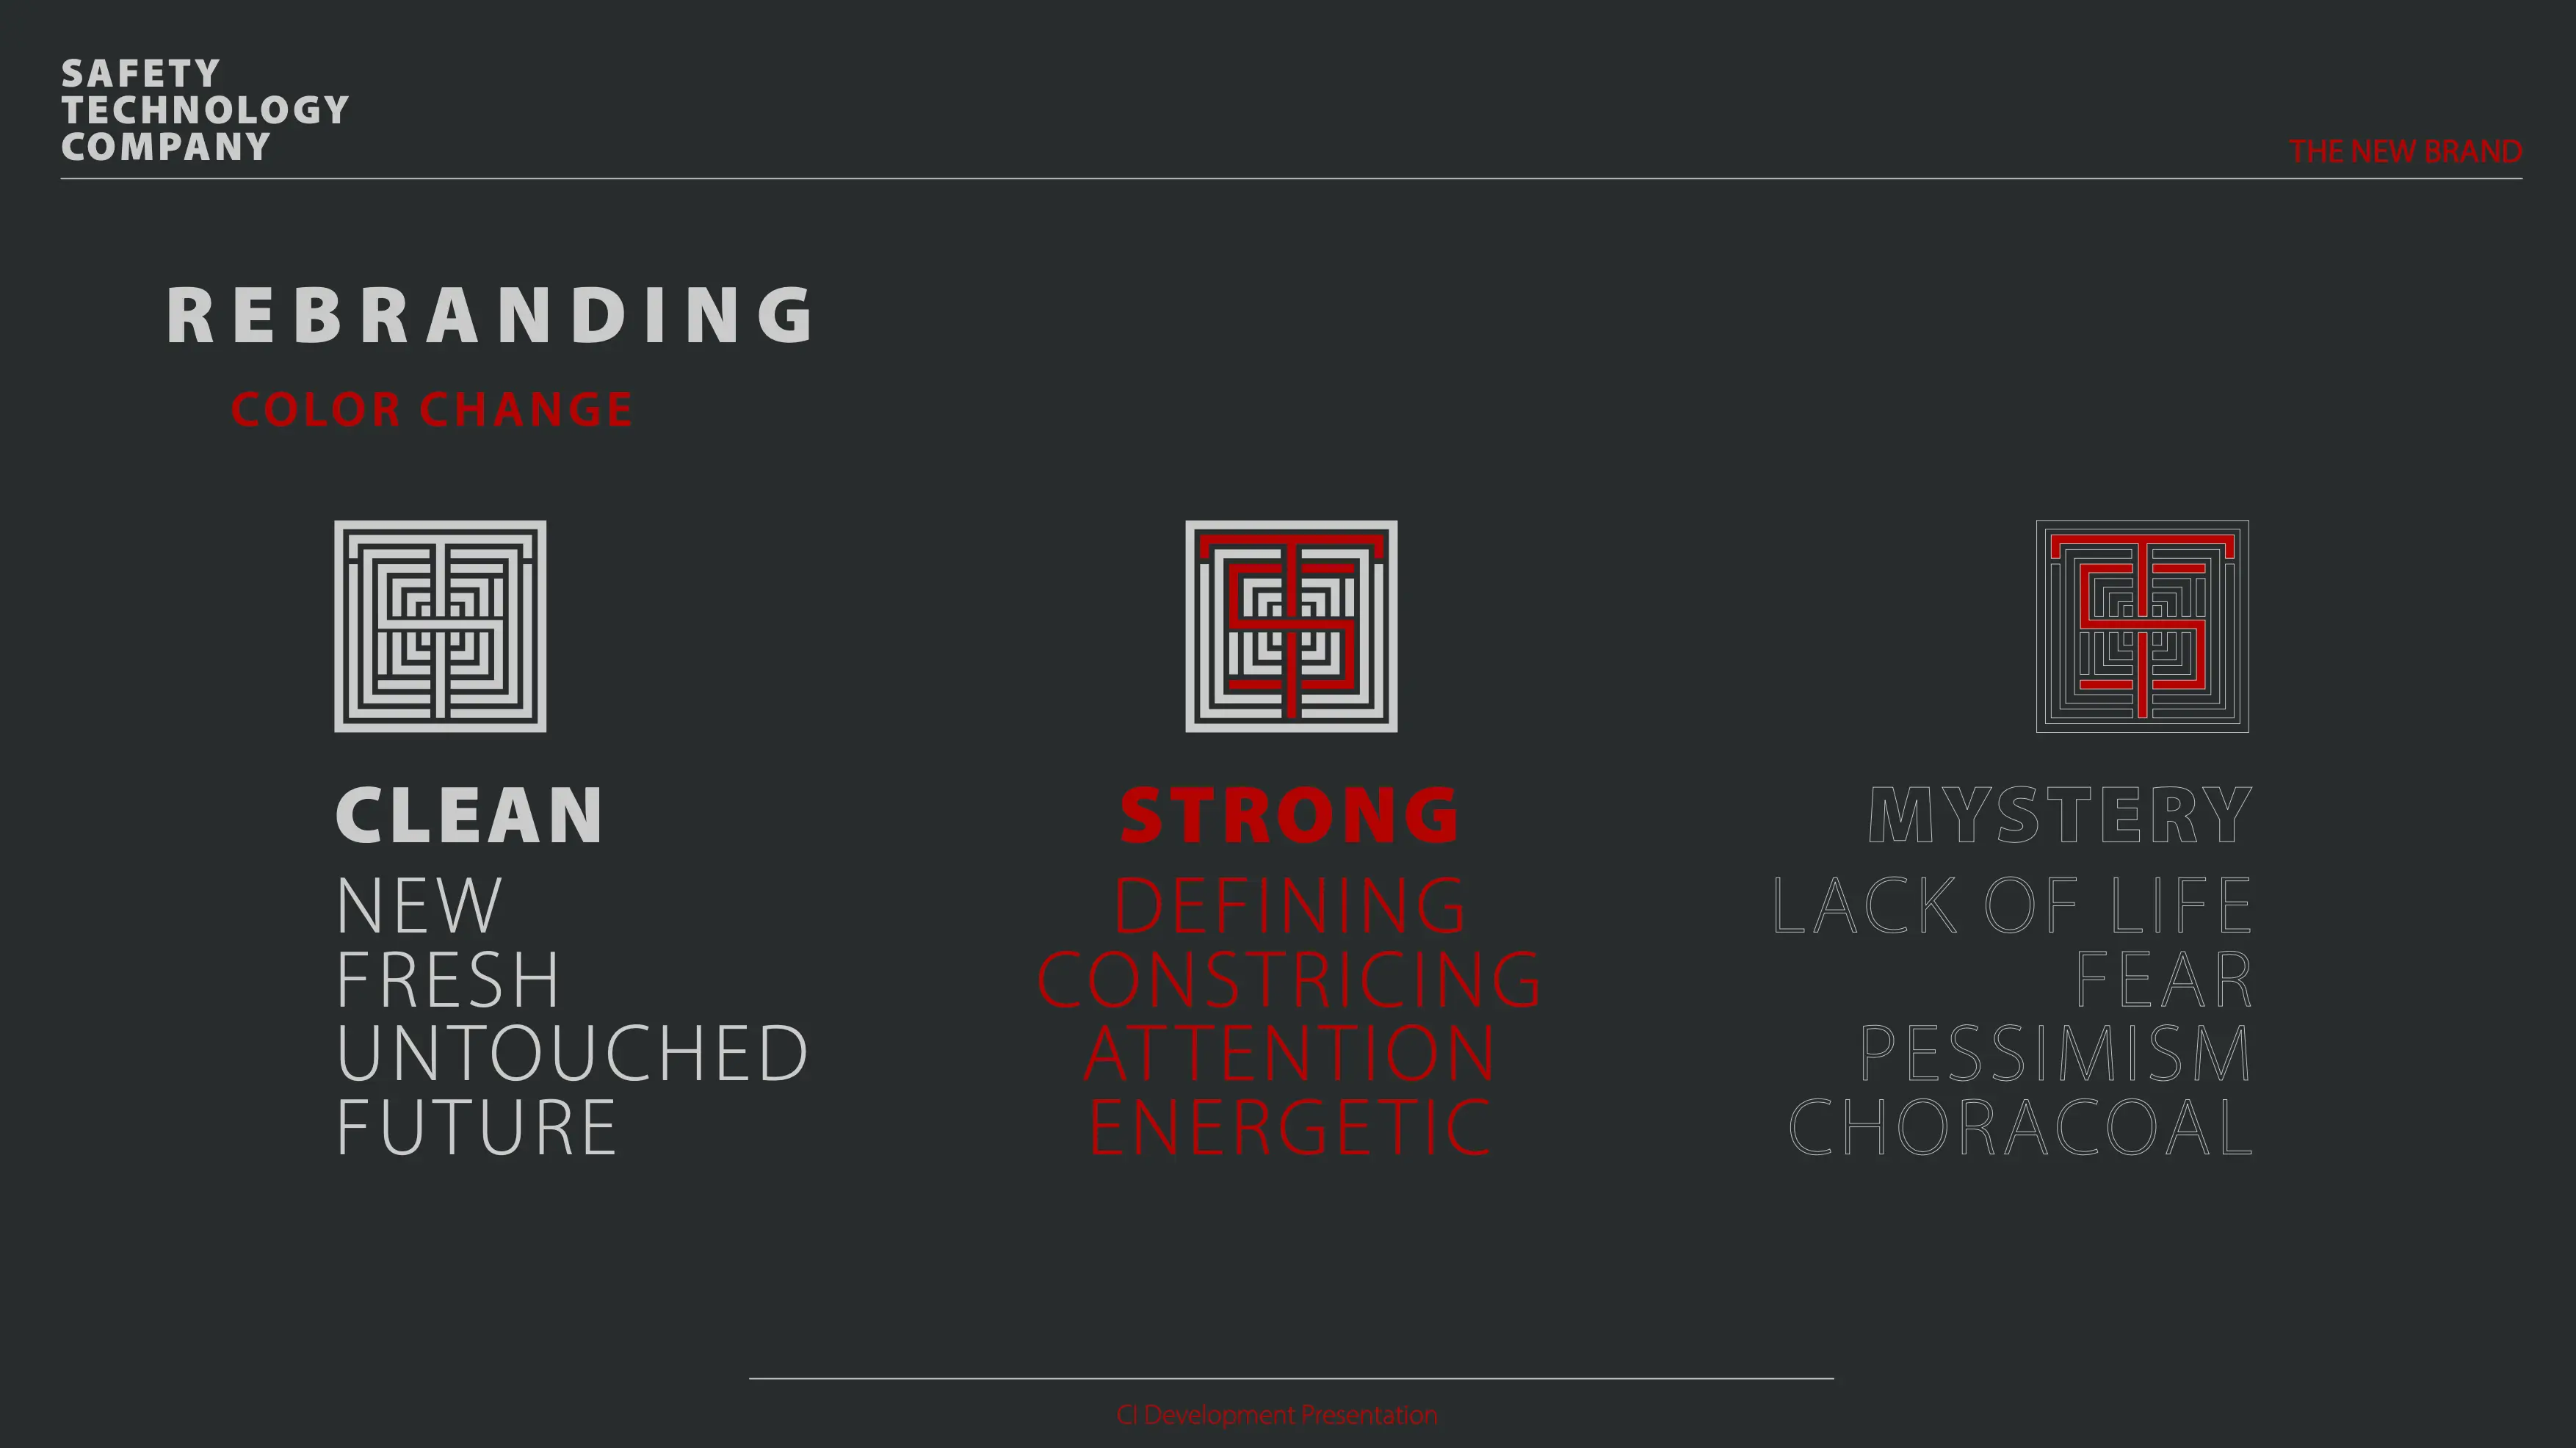 SAFETY
TECHNOLOGY
COMPANY
THE NEW BRAND
REBRANDING
COLOR CHANGE
CLEAN
NEW
FRESH
UNTOUCHED
FUTURE
STRONG
DEFINING
CONSTRICING
ATTENTION
ENERGETIC
MYSTERY
LACK OF LIFE
FEAR
PESSIMISM
CHORACOAL
CI Development Presentation